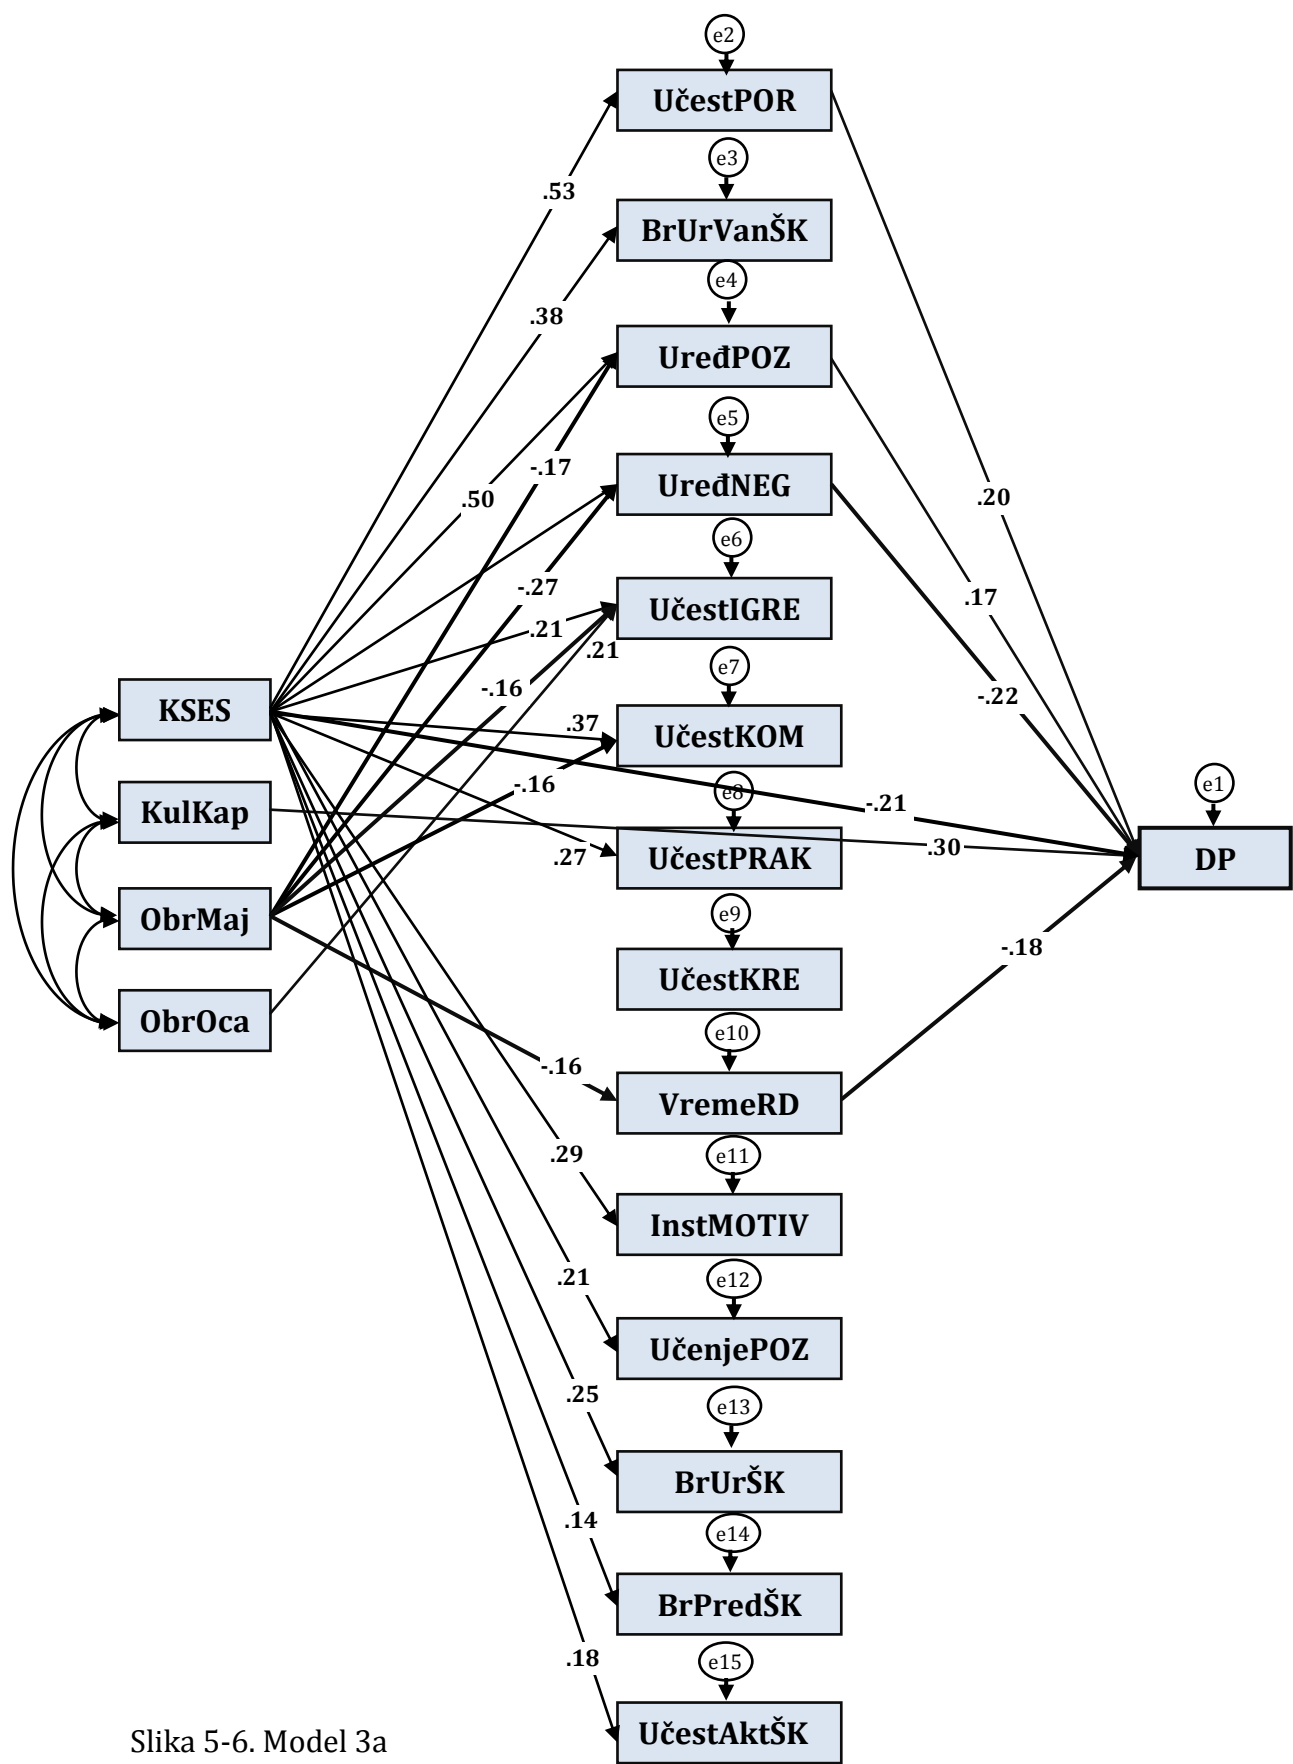 e2
UčestPOR
e3
.53
BrUrVanŠK
e4
.38
UređPOZ
e5
-.17
UređNEG
.50
.20
e6
-.27
UčestIGRE
.17
.21
.21
e7
-.16
-.22
KSES
.37
UčestKOM
-.16
e8
-.21
e1
KulKap
.27
UčestPRAK
.30
DP
e9
ObrMaj
-.18
UčestKRE
ObrOca
e10
-.16
VremeRD
e11
.29
InstMOTIV
e12
.21
UčenjePOZ
e13
.25
BrUrŠK
e14
.14
BrPredŠK
e15
.18
UčestAktŠK
Slika 5-6. Model 3a